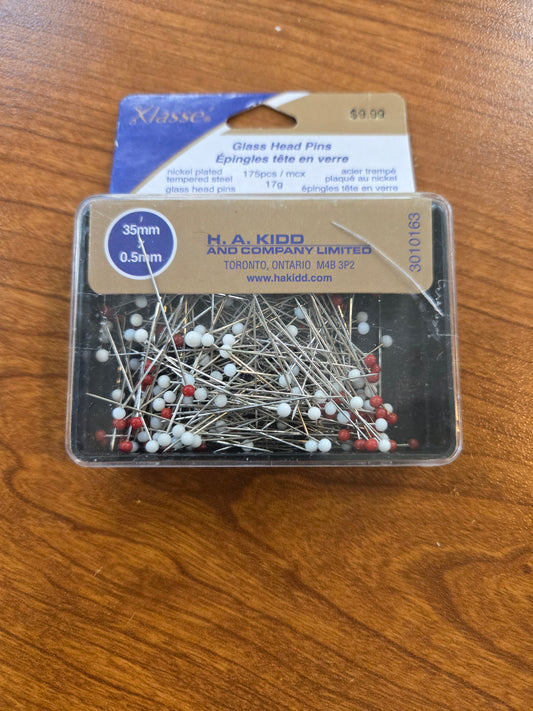 Klasse®
$9.99
Glass Head Pins
Épingles tête en verre
nickel plated
tempered steel
glass head pins
175pcs / mcx
17g
acier trempé
plaqué au nickel
épingles tête en verre
35mm
x
0.5mm
H. A. KIDD
AND COMPANY LIMITED
TORONTO, ONTARIO M4B 3P2
www.hakidd.com
3010163